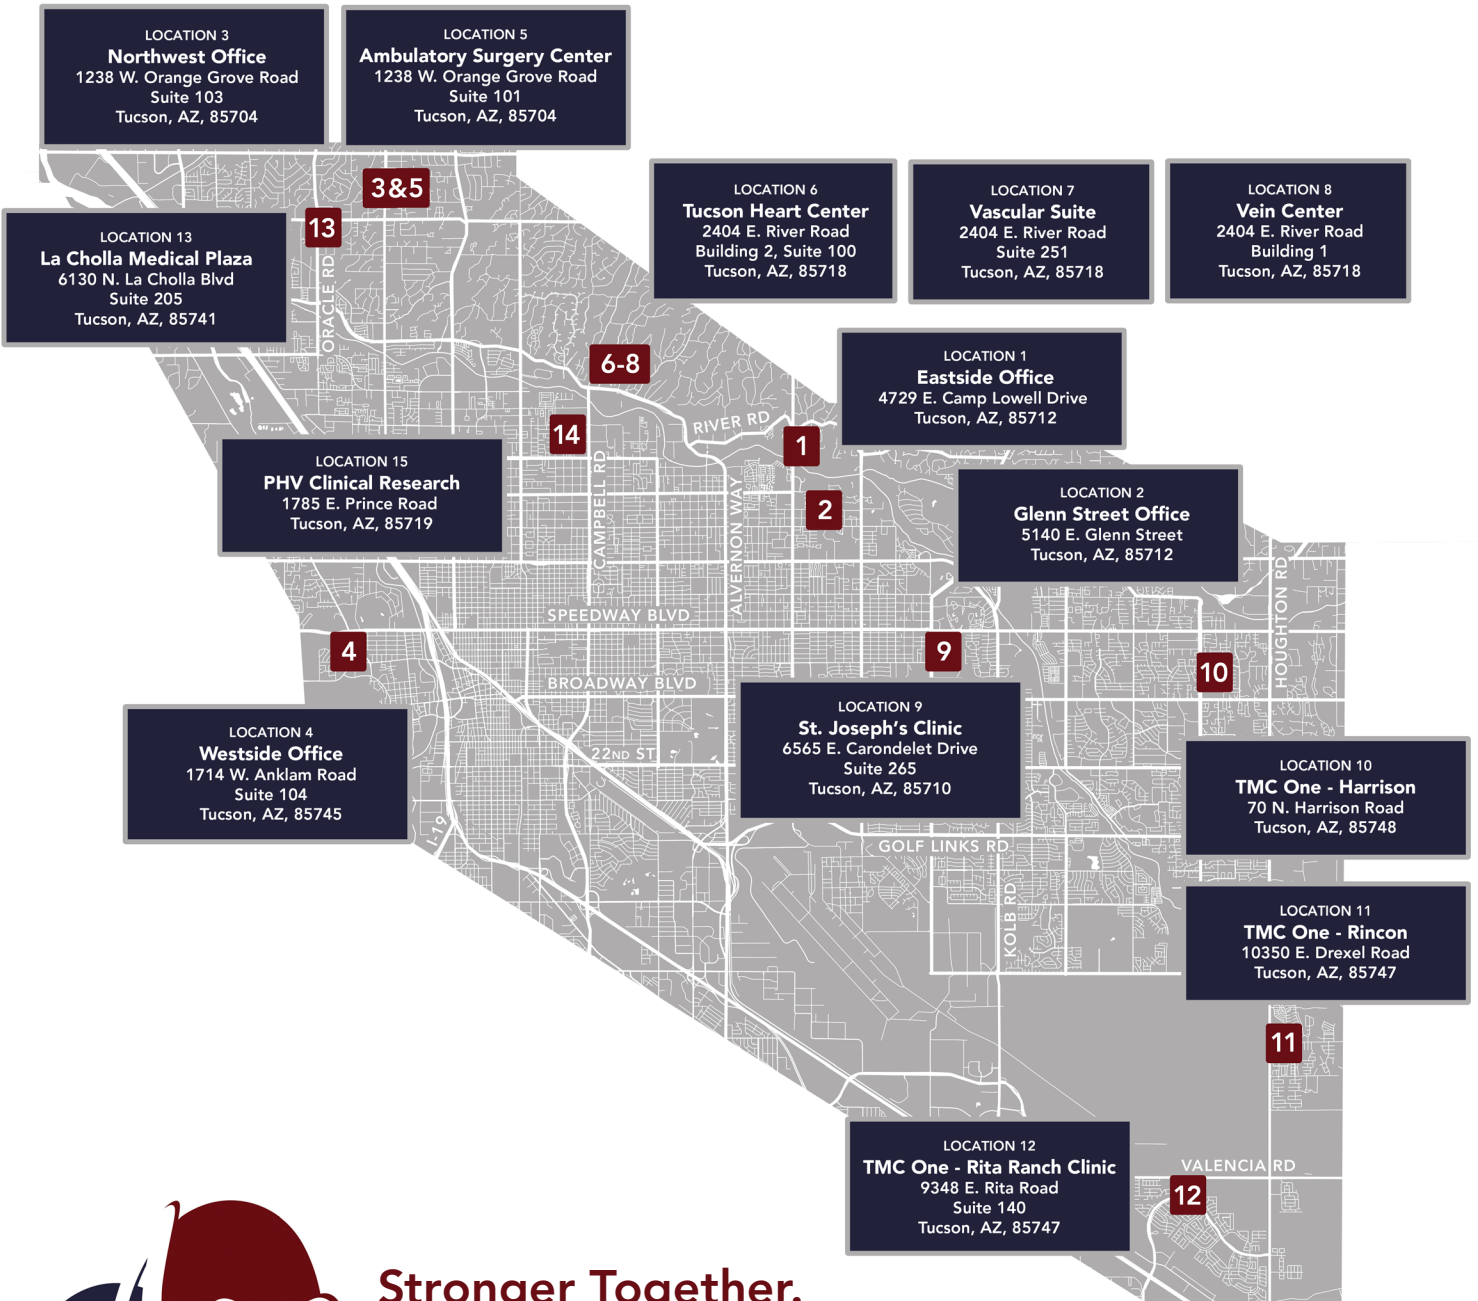 LOCATION 3
Northwest Office
1238 W. Orange Grove Road
Suite 103
Tucson, AZ, 85704
LOCATION 5
Ambulatory Surgery Center
1238 W. Orange Grove Road
Suite 101
Tucson, AZ, 85704
3&5
LOCATION 6
Tucson Heart Center
2404 E. River Road
Building 2, Suite 100
Tucson, AZ, 85718
LOCATION 7
Vascular Suite
2404 E. River Road
Suite 251
Tucson, AZ, 85718
LOCATION 8
Vein Center
2404 E. River Road
Building 1
Tucson, AZ, 85718
13
LOCATION 13
La Cholla Medical Plaza
6130 N. La Cholla Blvd
Suite 205
Tucson, AZ, 85741
ORACLE RD
6-8
LOCATION 1
Eastside Office
4729 E. Camp Lowell Drive
Tucson, AZ, 85712
RIVER RD
14
1
LOCATION 15
PHV Clinical Research
1785 E. Prince Road
Tucson, AZ, 85719
CAMPBELL RD
ALVERNON WAY
2
LOCATION 2
Glenn Street Office
5140 E. Glenn Street
Tucson, AZ, 85712
HOUGHTON RD
SPEEDWAY BLVD
4
9
10
BROADWAY BLVD
LOCATION 9
St. Joseph's Clinic
6565 E. Carondelet Drive
Suite 265
Tucson, AZ, 85710
LOCATION 4
Westside Office
1714 W. Anklam Road
Suite 104
Tucson, AZ, 85745
22ND ST
LOCATION 10
TMC One - Harrison
70 N. Harrison Road
Tucson, AZ, 85748
I-19
GOLF LINKS RD
KOLB RD
LOCATION 11
TMC One - Rincon
10350 E. Drexel Road
Tucson, AZ, 85747
11
LOCATION 12
TMC One - Rita Ranch Clinic
9348 E. Rita Road
Suite 140
Tucson, AZ, 85747
VALENCIA RD
12
Stronger Together.